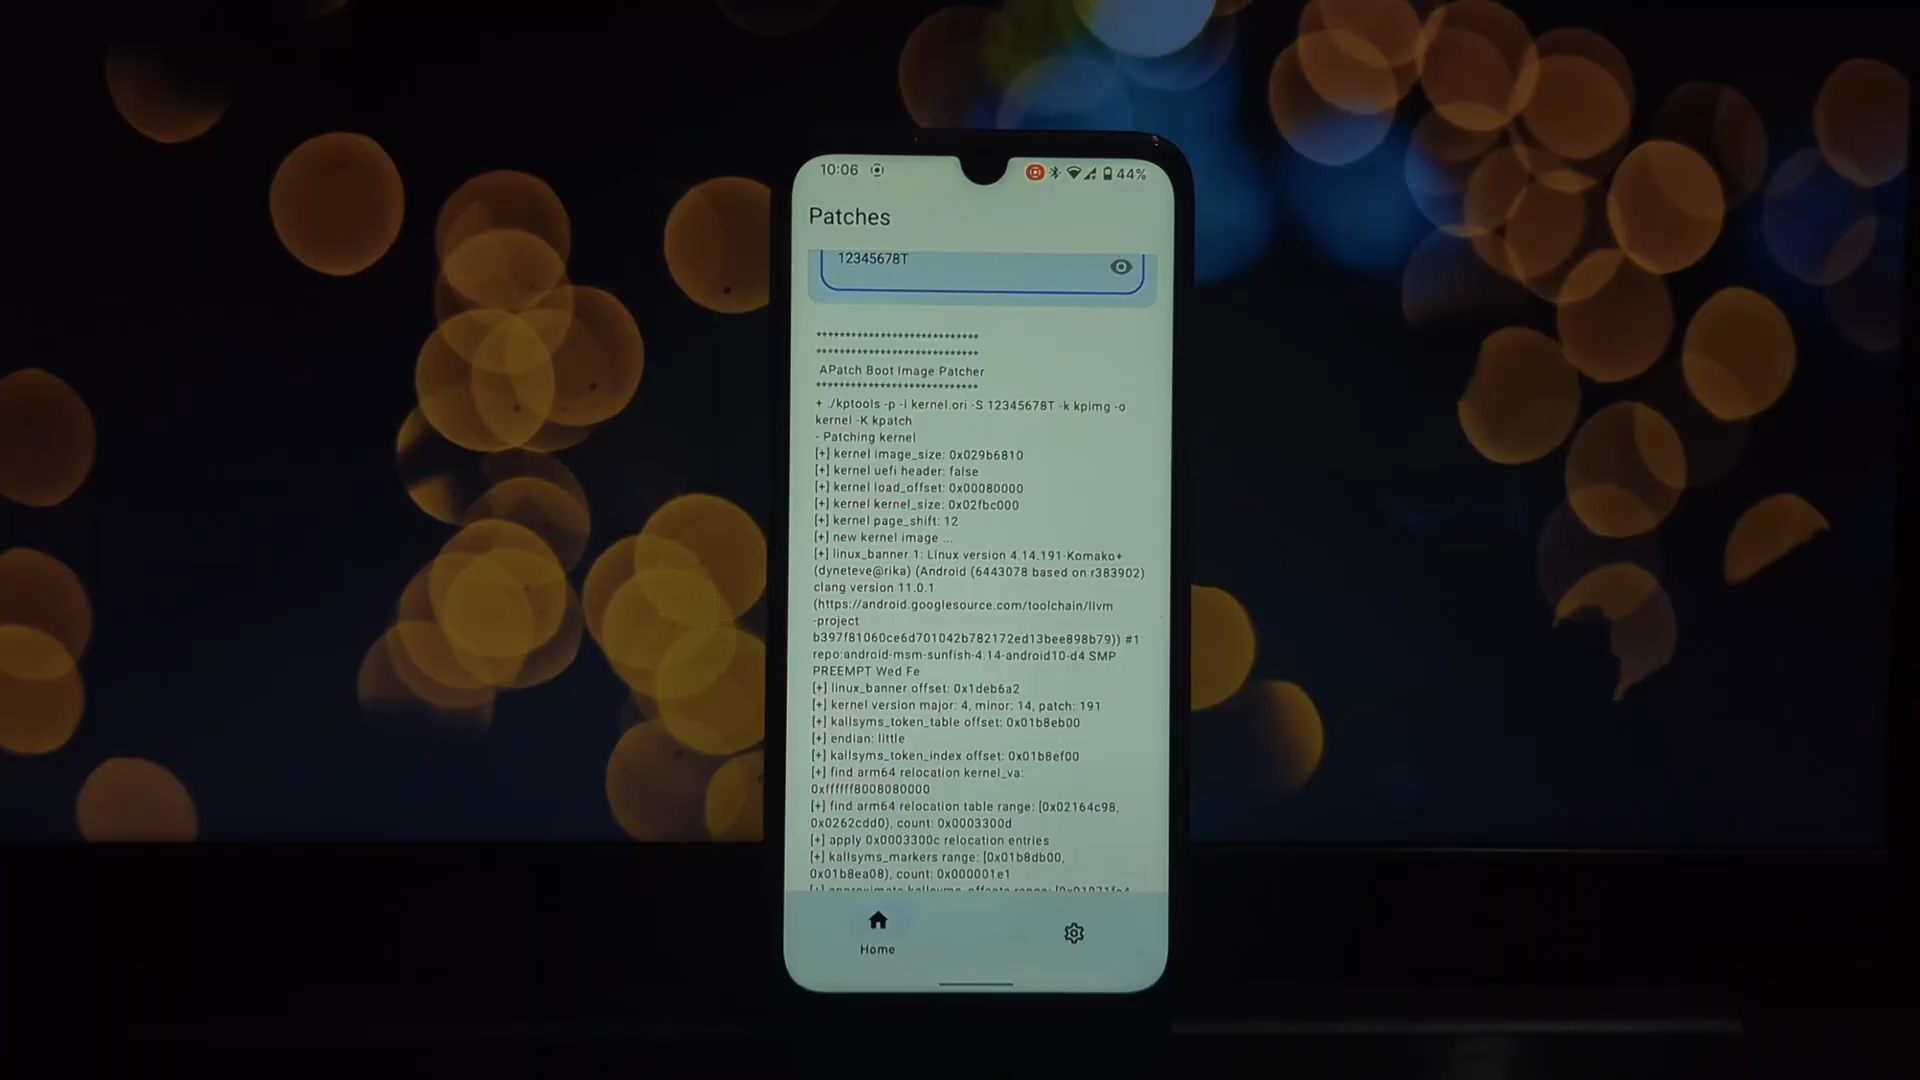 10:06
44%
Patches
12345678T
****************************
****************************
APatch Boot Image Patcher
****************************
+ ./kptools -p -i kernel.ori -S 12345678T -k kpimg -o
kernel -K kpatch
- Patching kernel
[+] kernel image_size: 0x029b6810
[+] kernel uefi header: false
[+] kernel load_offset: 0x00080000
[+] kernel kernel_size: 0x02fbc000
[+] kernel page_shift: 12
[+] new kernel image ...
[+] linux_banner 1: Linux version 4.14.191-Komako+
(dyneteve@rika) (Android (6443078 based on r383902)
clang version 11.0.1
(https://android.googlesource.com/toolchain/llvm
-project
b397f81060ce6d701042b782172ed13bee898b79)) #1
repo:android-msm-sunfish-4.14-android10-d4 SMP
PREEMPT Wed Fe
[+] linux_banner offset: 0x1deb6a2
[+] kernel version major: 4, minor: 14, patch: 191
[+] kallsyms_token_table offset: 0x01b8eb00
[+] endian: little
[+] kallsyms_token_index offset: 0x01b8ef00
[+] find arm64 relocation kernel_va:
0xffffff8008080000
[+] find arm64 relocation table range: [0x02164c98,
0x0262cdd0), count: 0x0003300d
[+] apply 0x0003300c relocation entries
[+] kallsyms_markers range: [0x01b8db00,
0x01b8ea08), count: 0x000001e1
Home